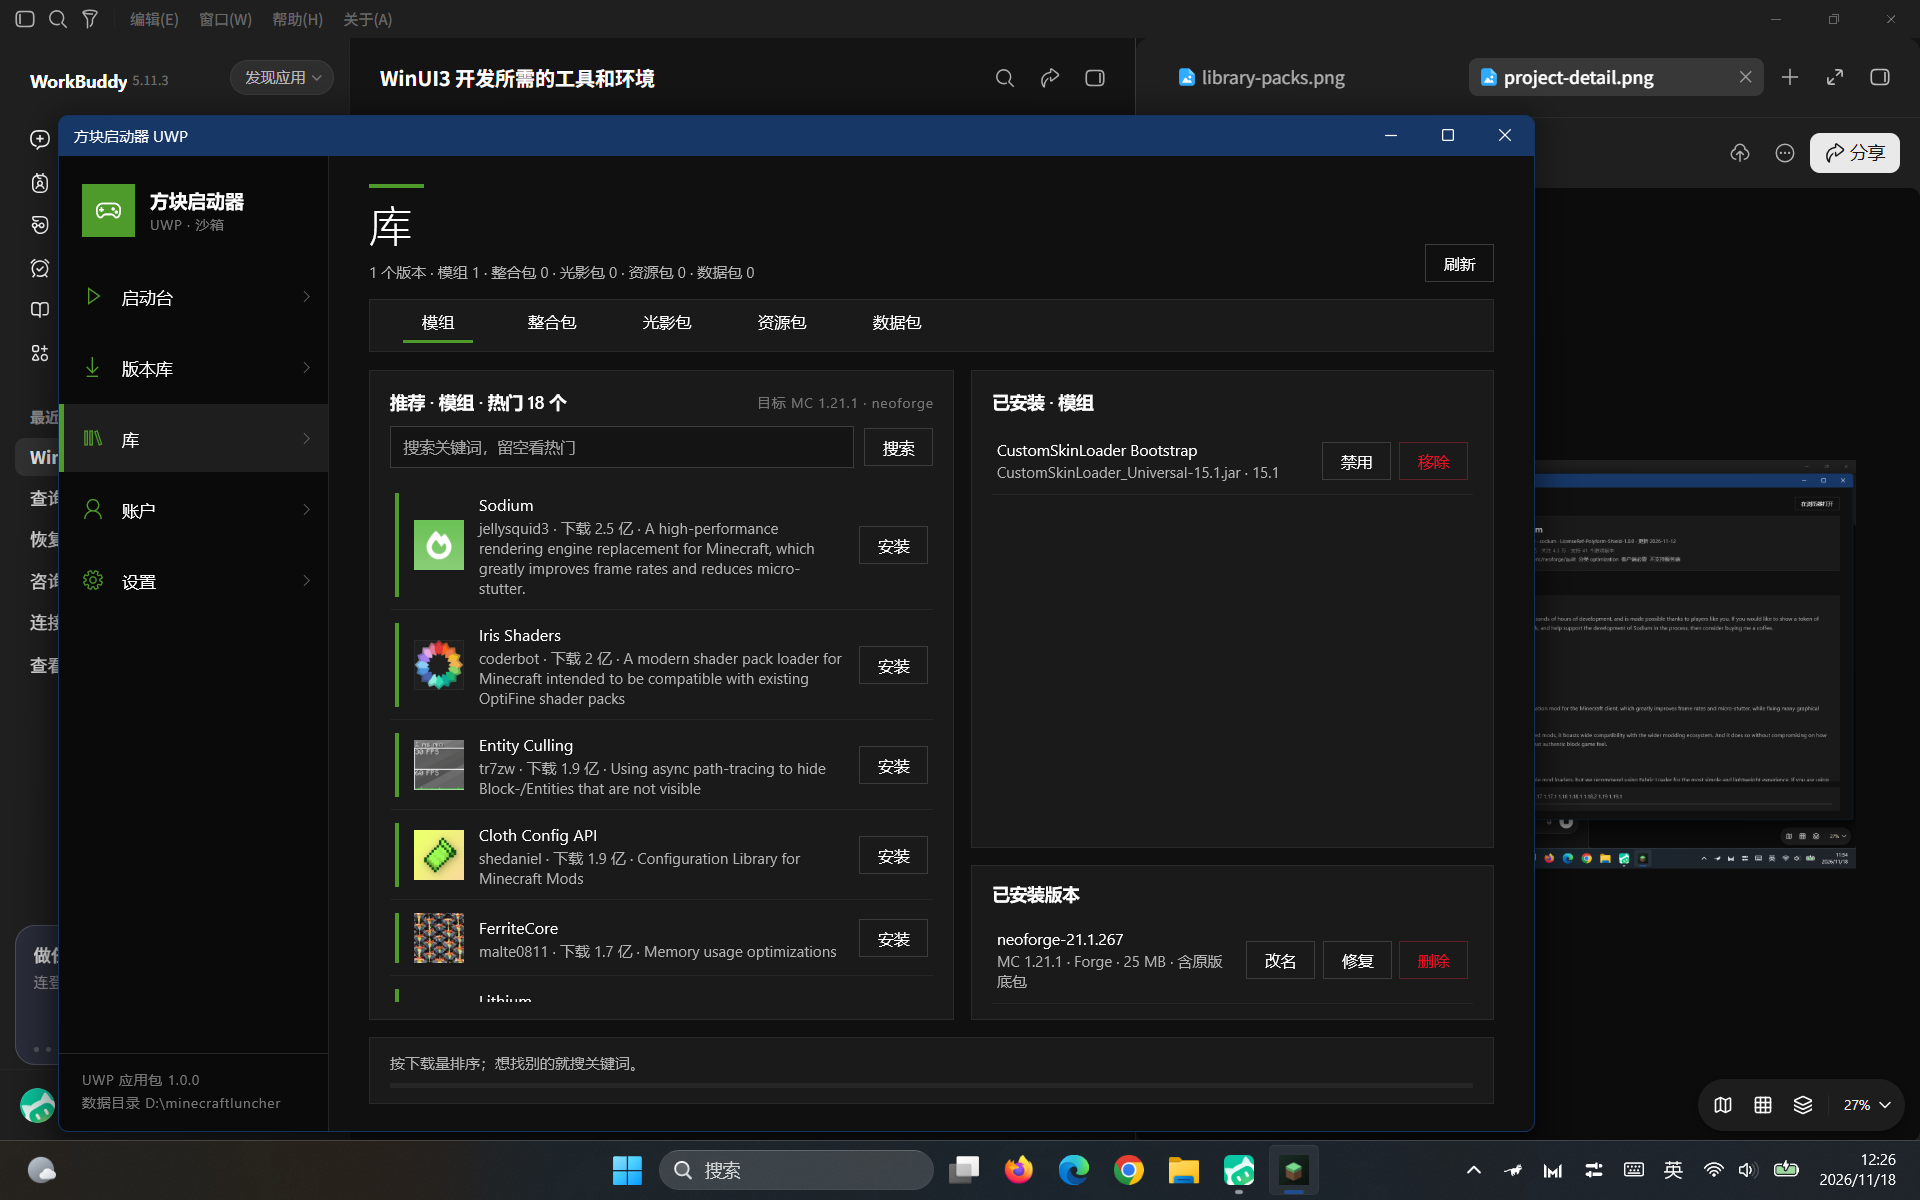 编辑(E) 窗口(W) 帮助(H) 关于(A)
WorkBuddy 5.11.3
发现应用
WinUI3 开发所需的工具和环境
library-packs.png
project-detail.png
分享
方块启动器 UWP
方块启动器
UWP · 沙箱
启动台
版本库
库
账户
设置
UWP 应用包 1.0.0
数据目录 D:\minecraftluncher
最近
Win
查询
恢复
咨询
连接
查看
库
1 个版本 · 模组 1 · 整合包 0 · 光影包 0 · 资源包 0 · 数据包 0
刷新
模组 整合包 光影包 资源包 数据包
推荐 · 模组 · 热门 18 个
目标 MC 1.21.1 · neoforge
搜索关键词，留空看热门
搜索
Sodium
jellysquid3 · 下载 2.5 亿 · A high-performance
rendering engine replacement for Minecraft, which
greatly improves frame rates and reduces micro-
stutter.
安装
Iris Shaders
coderbot · 下载 2 亿 · A modern shader pack loader for
Minecraft intended to be compatible with existing
OptiFine shader packs
安装
Entity Culling
tr7zw · 下载 1.9 亿 · Using async path-tracing to hide
Block-/Entities that are not visible
安装
Cloth Config API
shedaniel · 下载 1.9 亿 · Configuration Library for
Minecraft Mods
安装
FerriteCore
malte0811 · 下载 1.7 亿 · Memory usage optimizations
安装
Lithium
已安装 · 模组
CustomSkinLoader Bootstrap
CustomSkinLoader_Universal-15.1.jar · 15.1
禁用
移除
已安装版本
neoforge-21.1.267
MC 1.21.1 · Forge · 25 MB · 含原版
底包
改名
修复
删除
按下载量排序；想找别的就搜关键词。
27%
搜索
英
12:26
2026/11/18